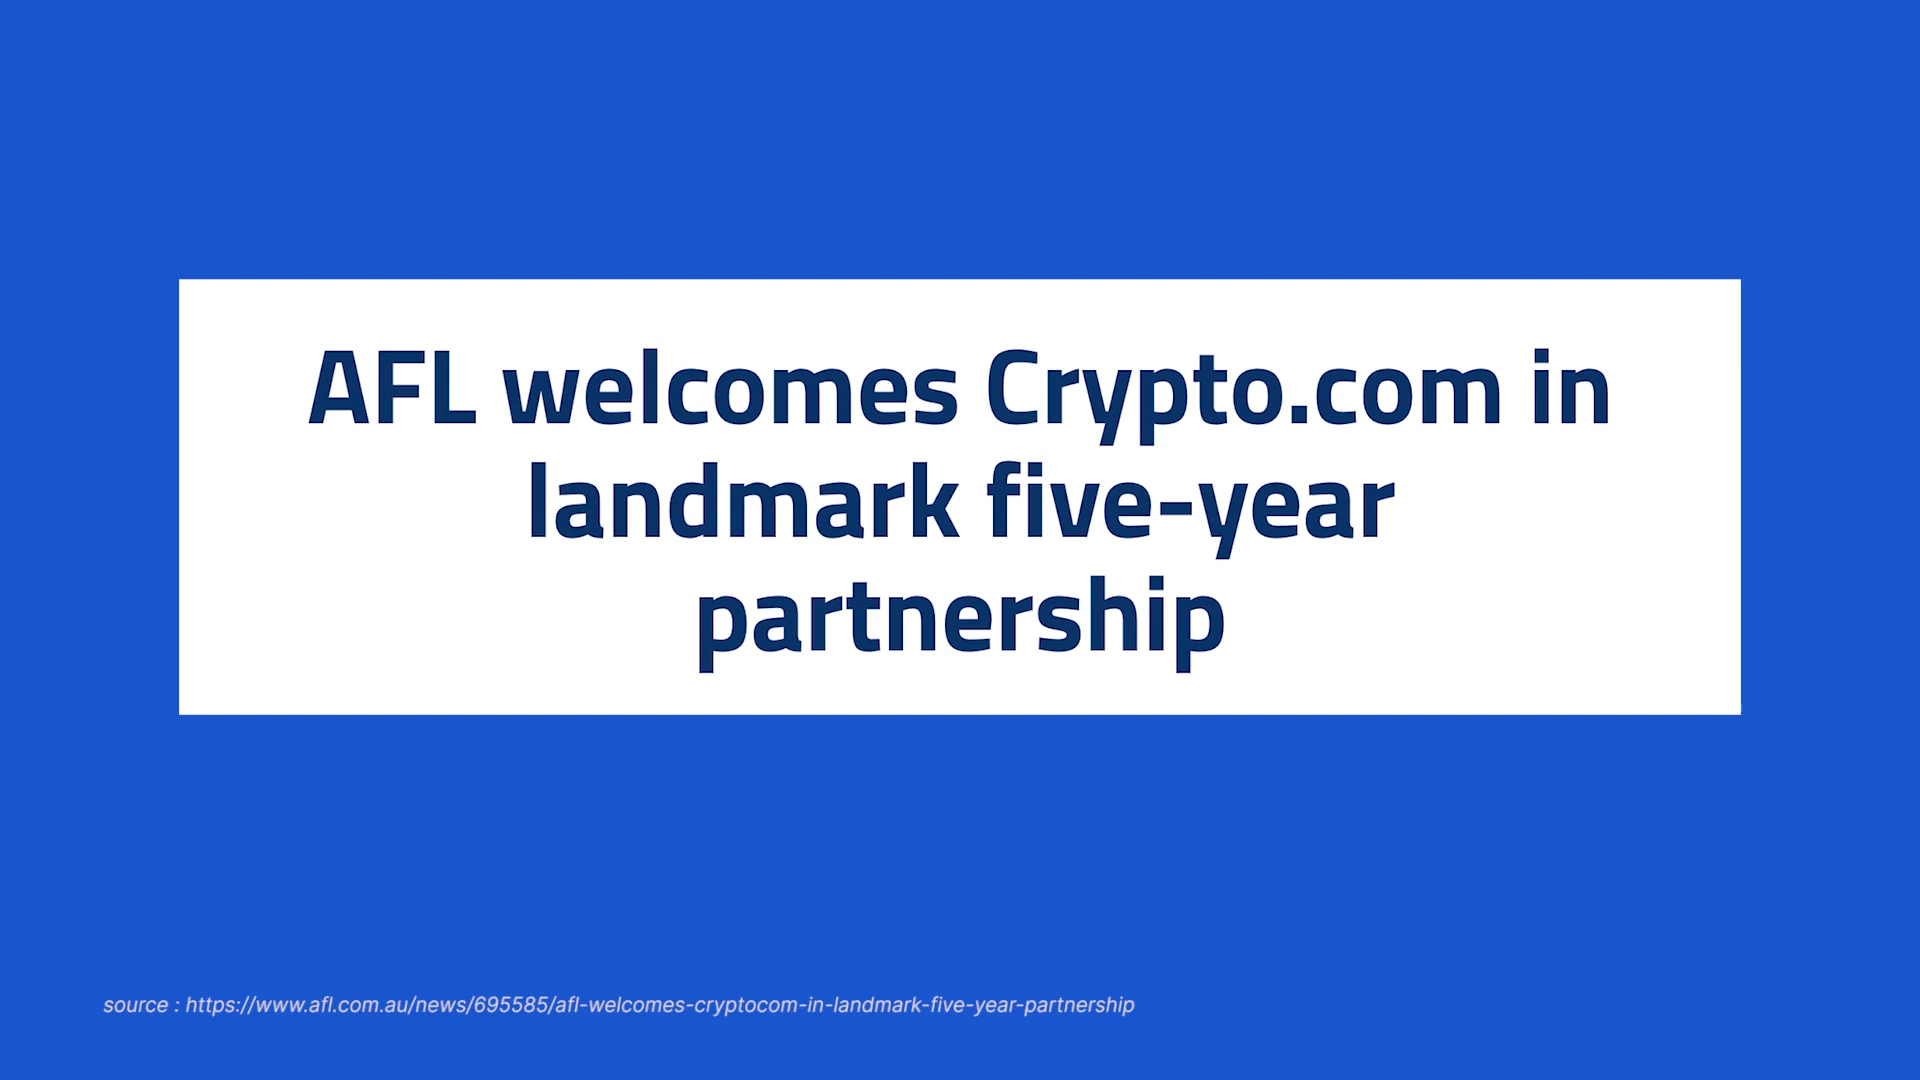 AFL welcomes Crypto.com in
landmark five-year
partnership
source : https://www.afl.com.au/news/695585/afl-welcomes-cryptocom-in-landmark-five-year-partnership